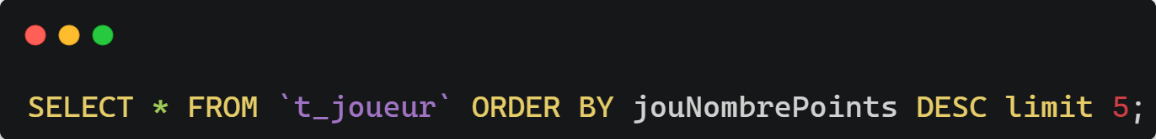 SELECT * FROM `t_joueur` ORDER BY jouNombrePoints DESC limit 5;